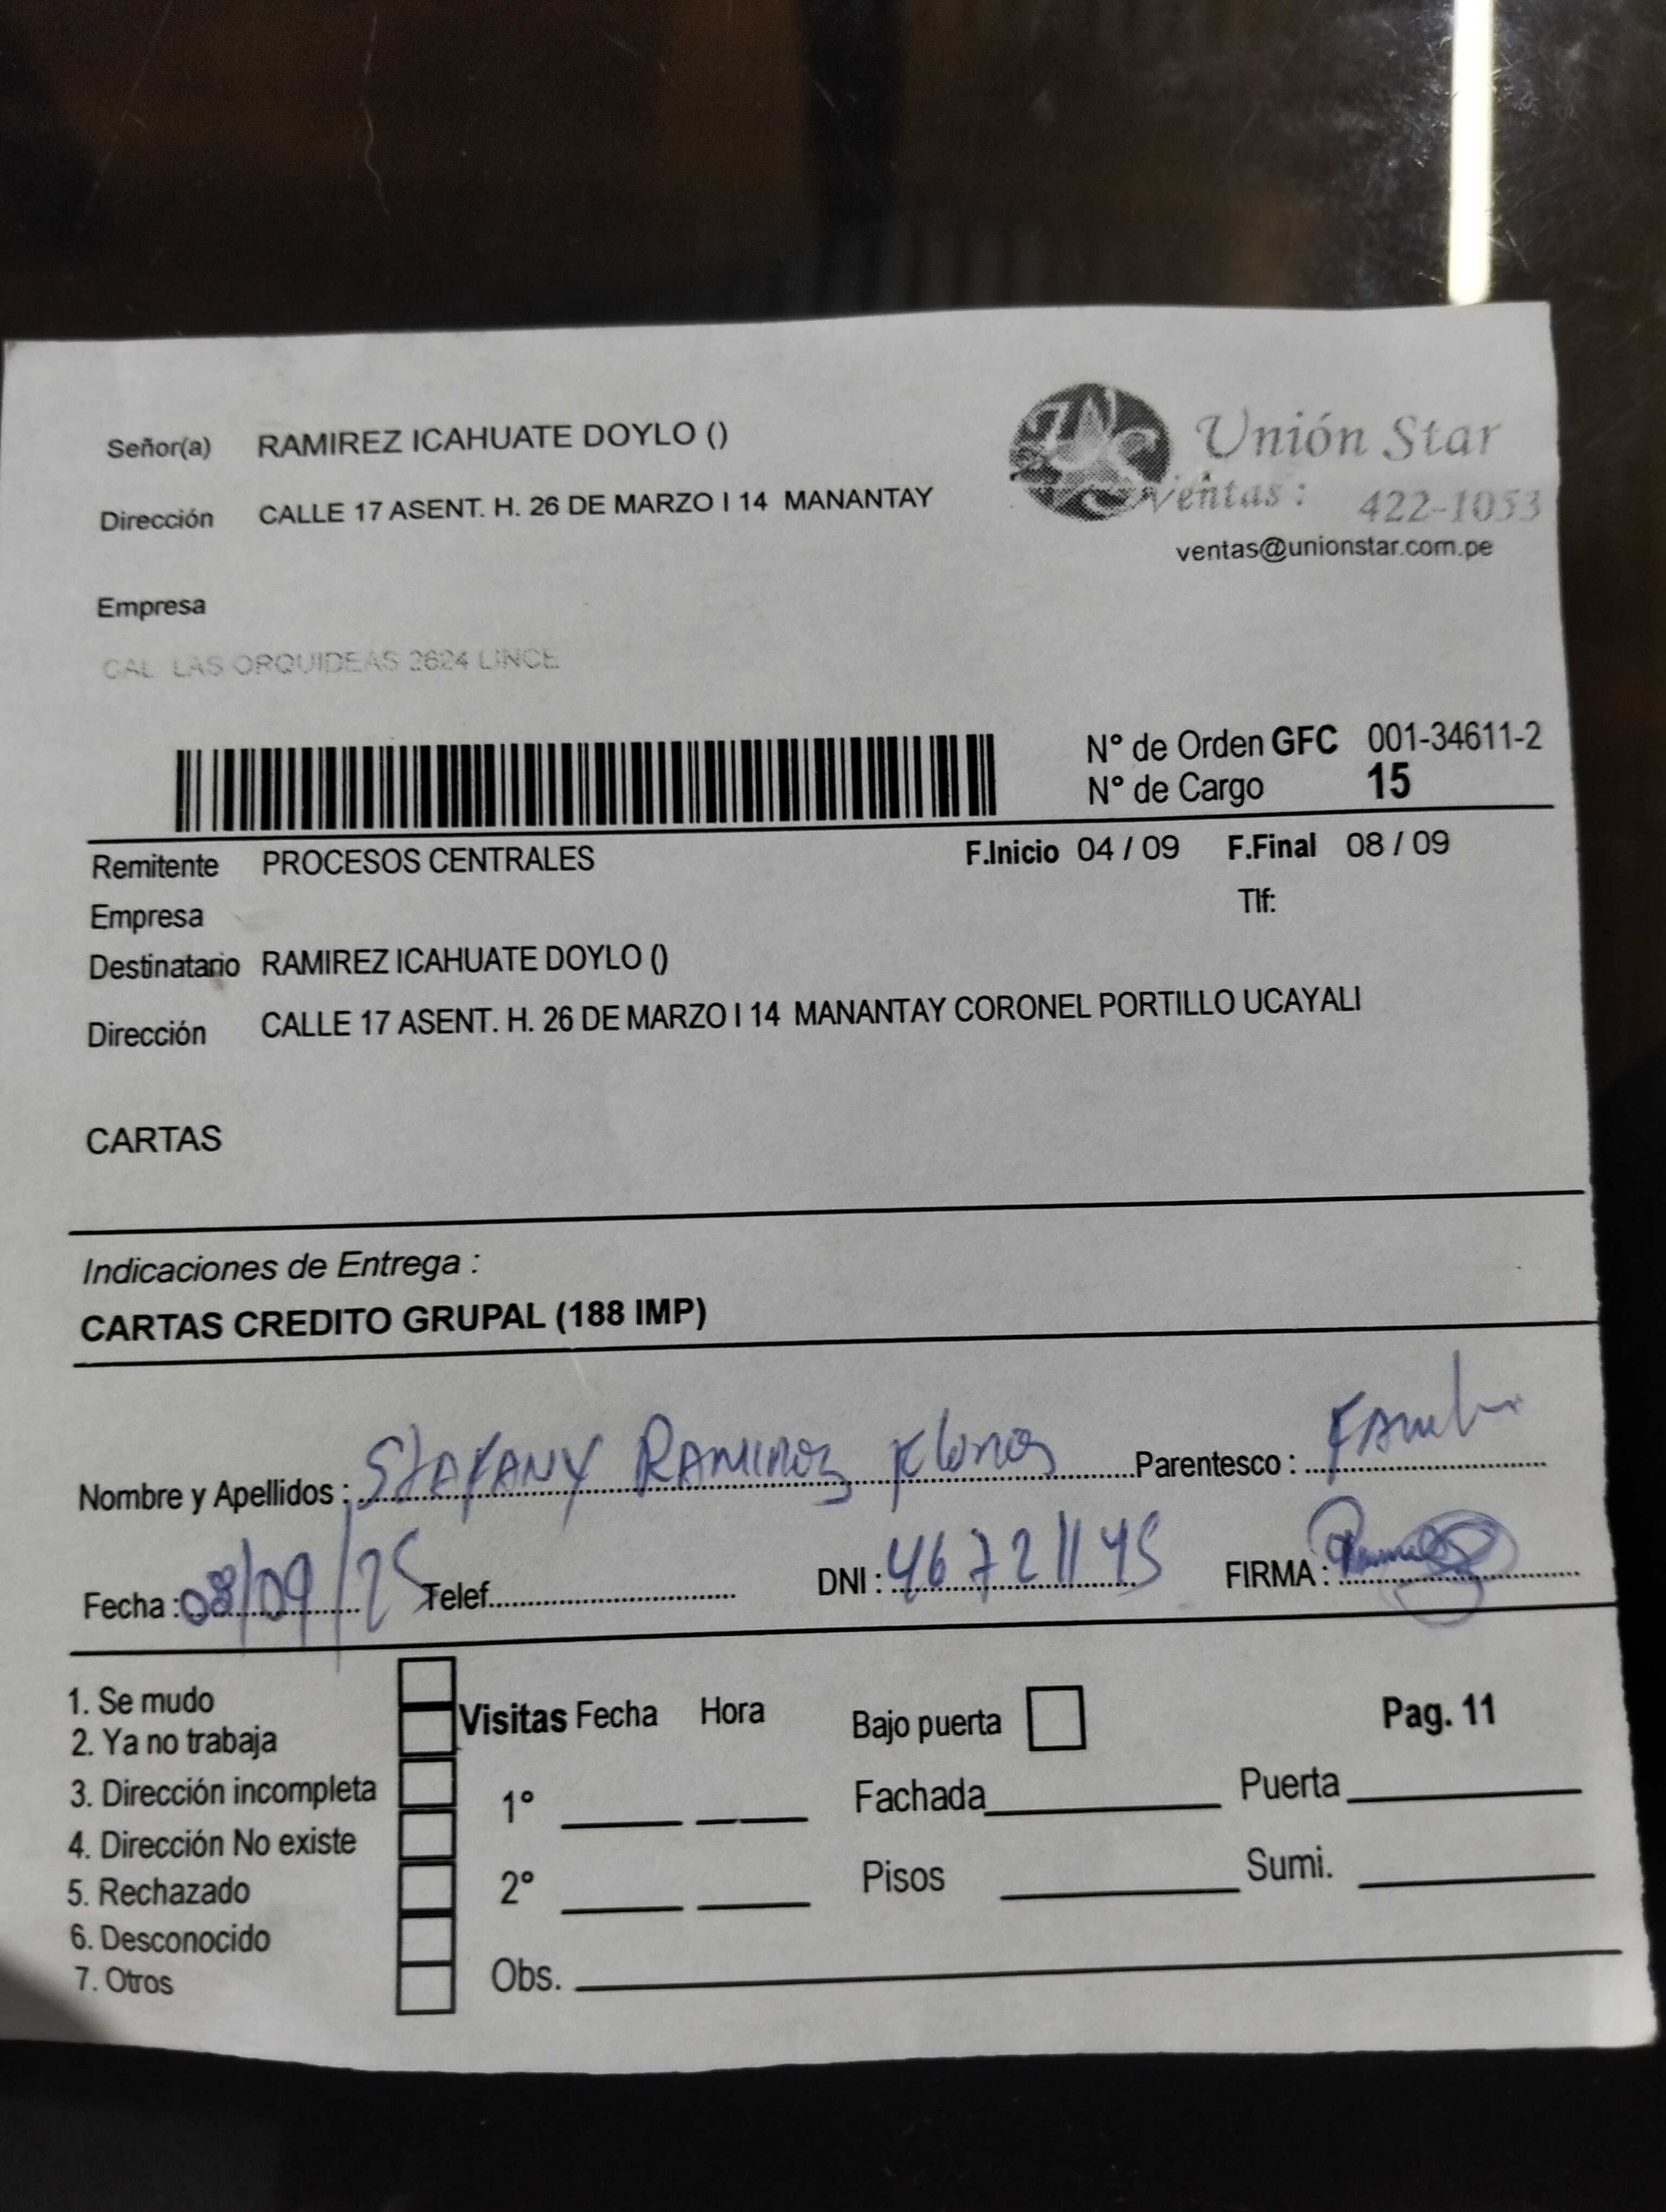 Señor(a) RAMIREZ ICAHUATE DOYLO ()
Dirección CALLE 17 ASENT. H. 26 DE MARZO I 14 MANANTAY
Unión Star
Ventas : 422-1053
ventas@unionstar.com.pe
Empresa
CAL LAS ORQUIDEAS 2624 LINCE
N° de Orden GFC 001-34611-2
N° de Cargo 15
Remitente PROCESOS CENTRALES F.Inicio 04 / 09 F.Final 08 / 09
Empresa Tlf:
Destinatario RAMIREZ ICAHUATE DOYLO ()
Dirección CALLE 17 ASENT. H. 26 DE MARZO I 14 MANANTAY CORONEL PORTILLO UCAYALI
CARTAS
Indicaciones de Entrega :
CARTAS CREDITO GRUPAL (188 IMP)
Nombre y Apellidos : STEFANY RAMIREZ Parentesco :
Fecha : 08/09/25 Telef. DNI : 46721145 FIRMA :
1. Se mudo
2. Ya no trabaja
3. Dirección incompleta
4. Dirección No existe
5. Rechazado
6. Desconocido
7. Otros
Visitas Fecha Hora
1°
2°
Obs.
Bajo puerta Pag. 11
Fachada Puerta
Pisos Sumi.